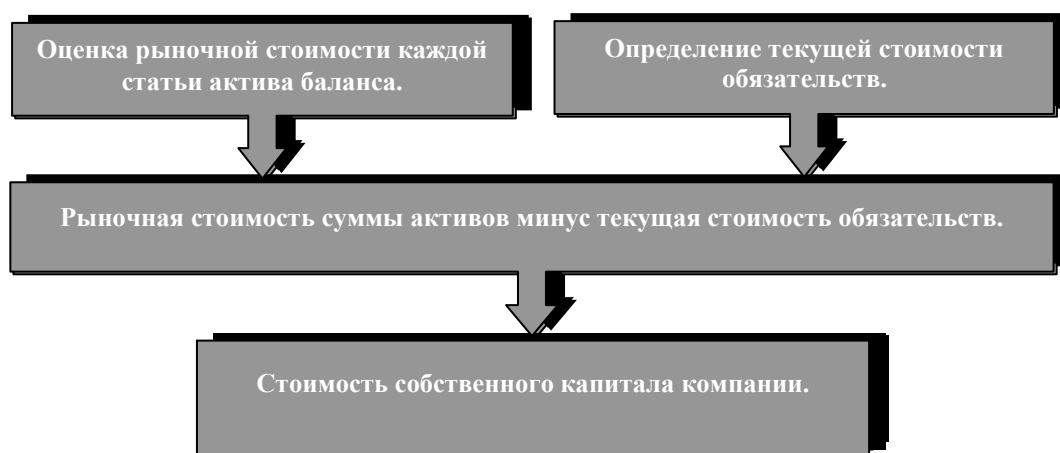 Оценка рыночной стоимости каждой
статьи актива баланса.
Определение текущей стоимости
обязательств.
Рыночная стоимость суммы активов минус текущая стоимость обязательств.
Стоимость собственного капитала компании.